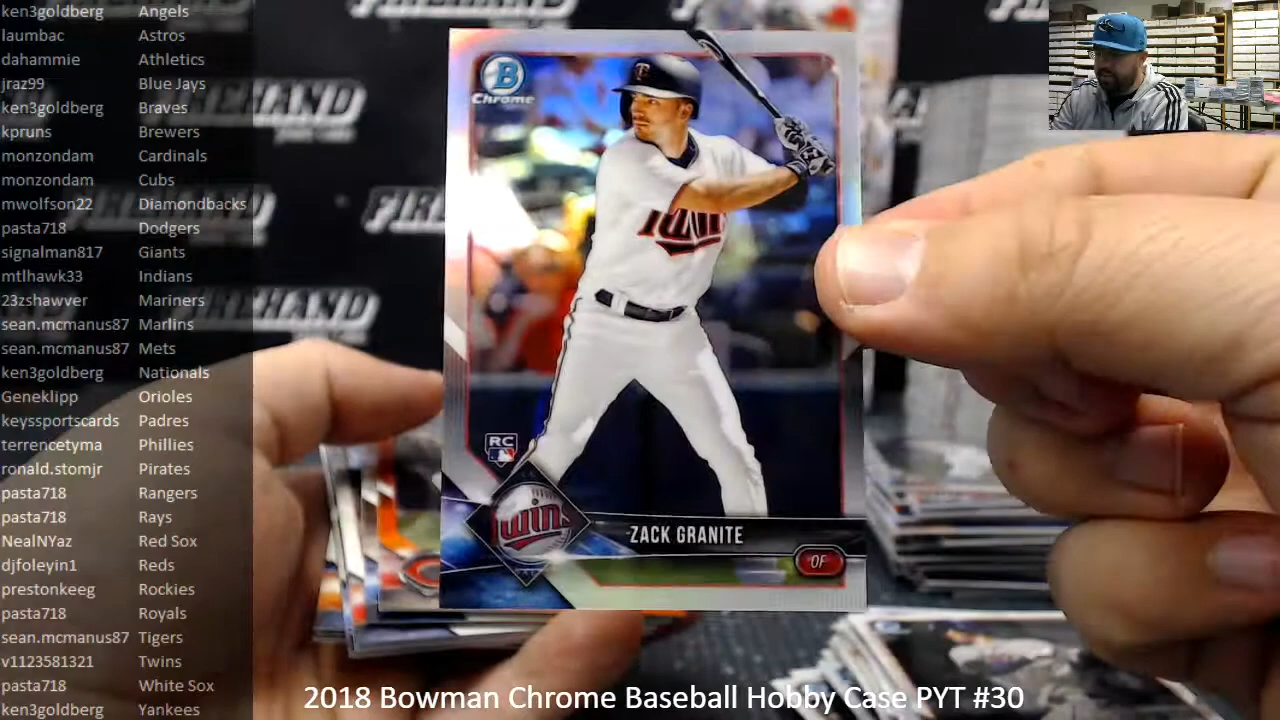 ken3goldberg Angels
laumbac Astros
dahammie Athletics
jraz99 Blue Jays
ken3goldberg Braves
kpruns Brewers
monzondam Cardinals
monzondam Cubs
mwolfson22 Diamondbacks
pasta718 Dodgers
signalman817 Giants
mtlhawk33 Indians
23zshawver Mariners
sean.mcmanus87 Marlins
sean.mcmanus87 Mets
ken3goldberg Nationals
Geneklipp Orioles
keyssportscards Padres
terrencetyma Phillies
ronald.stomjr Pirates
pasta718 Rangers
pasta718 Rays
NealNYaz Red Sox
djfoleyin1 Reds
prestonkeeg Rockies
pasta718 Royals
sean.mcmanus87 Tigers
v1123581321 Twins
pasta718 White Sox
ken3goldberg Yankees
B
Chrome
Twins
RC
Twins
ZACK GRANITE
OF
FIREHAND
2018 Bowman Chrome Baseball Hobby Case PYT #30